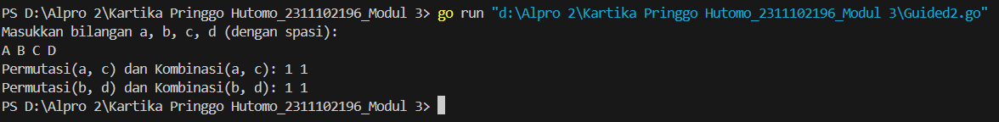 PS D:\Alpro 2\Kartika Pringgo Hutomo_2311102196_Modul 3> go run "d:\Alpro 2\Kartika Pringgo Hutomo_2311102196_Modul 3\Guided2.go"
Masukkan bilangan a, b, c, d (dengan spasi):
A B C D
Permutasi(a, c) dan Kombinasi(a, c): 1 1
Permutasi(b, d) dan Kombinasi(b, d): 1 1
PS D:\Alpro 2\Kartika Pringgo Hutomo_2311102196_Modul 3>